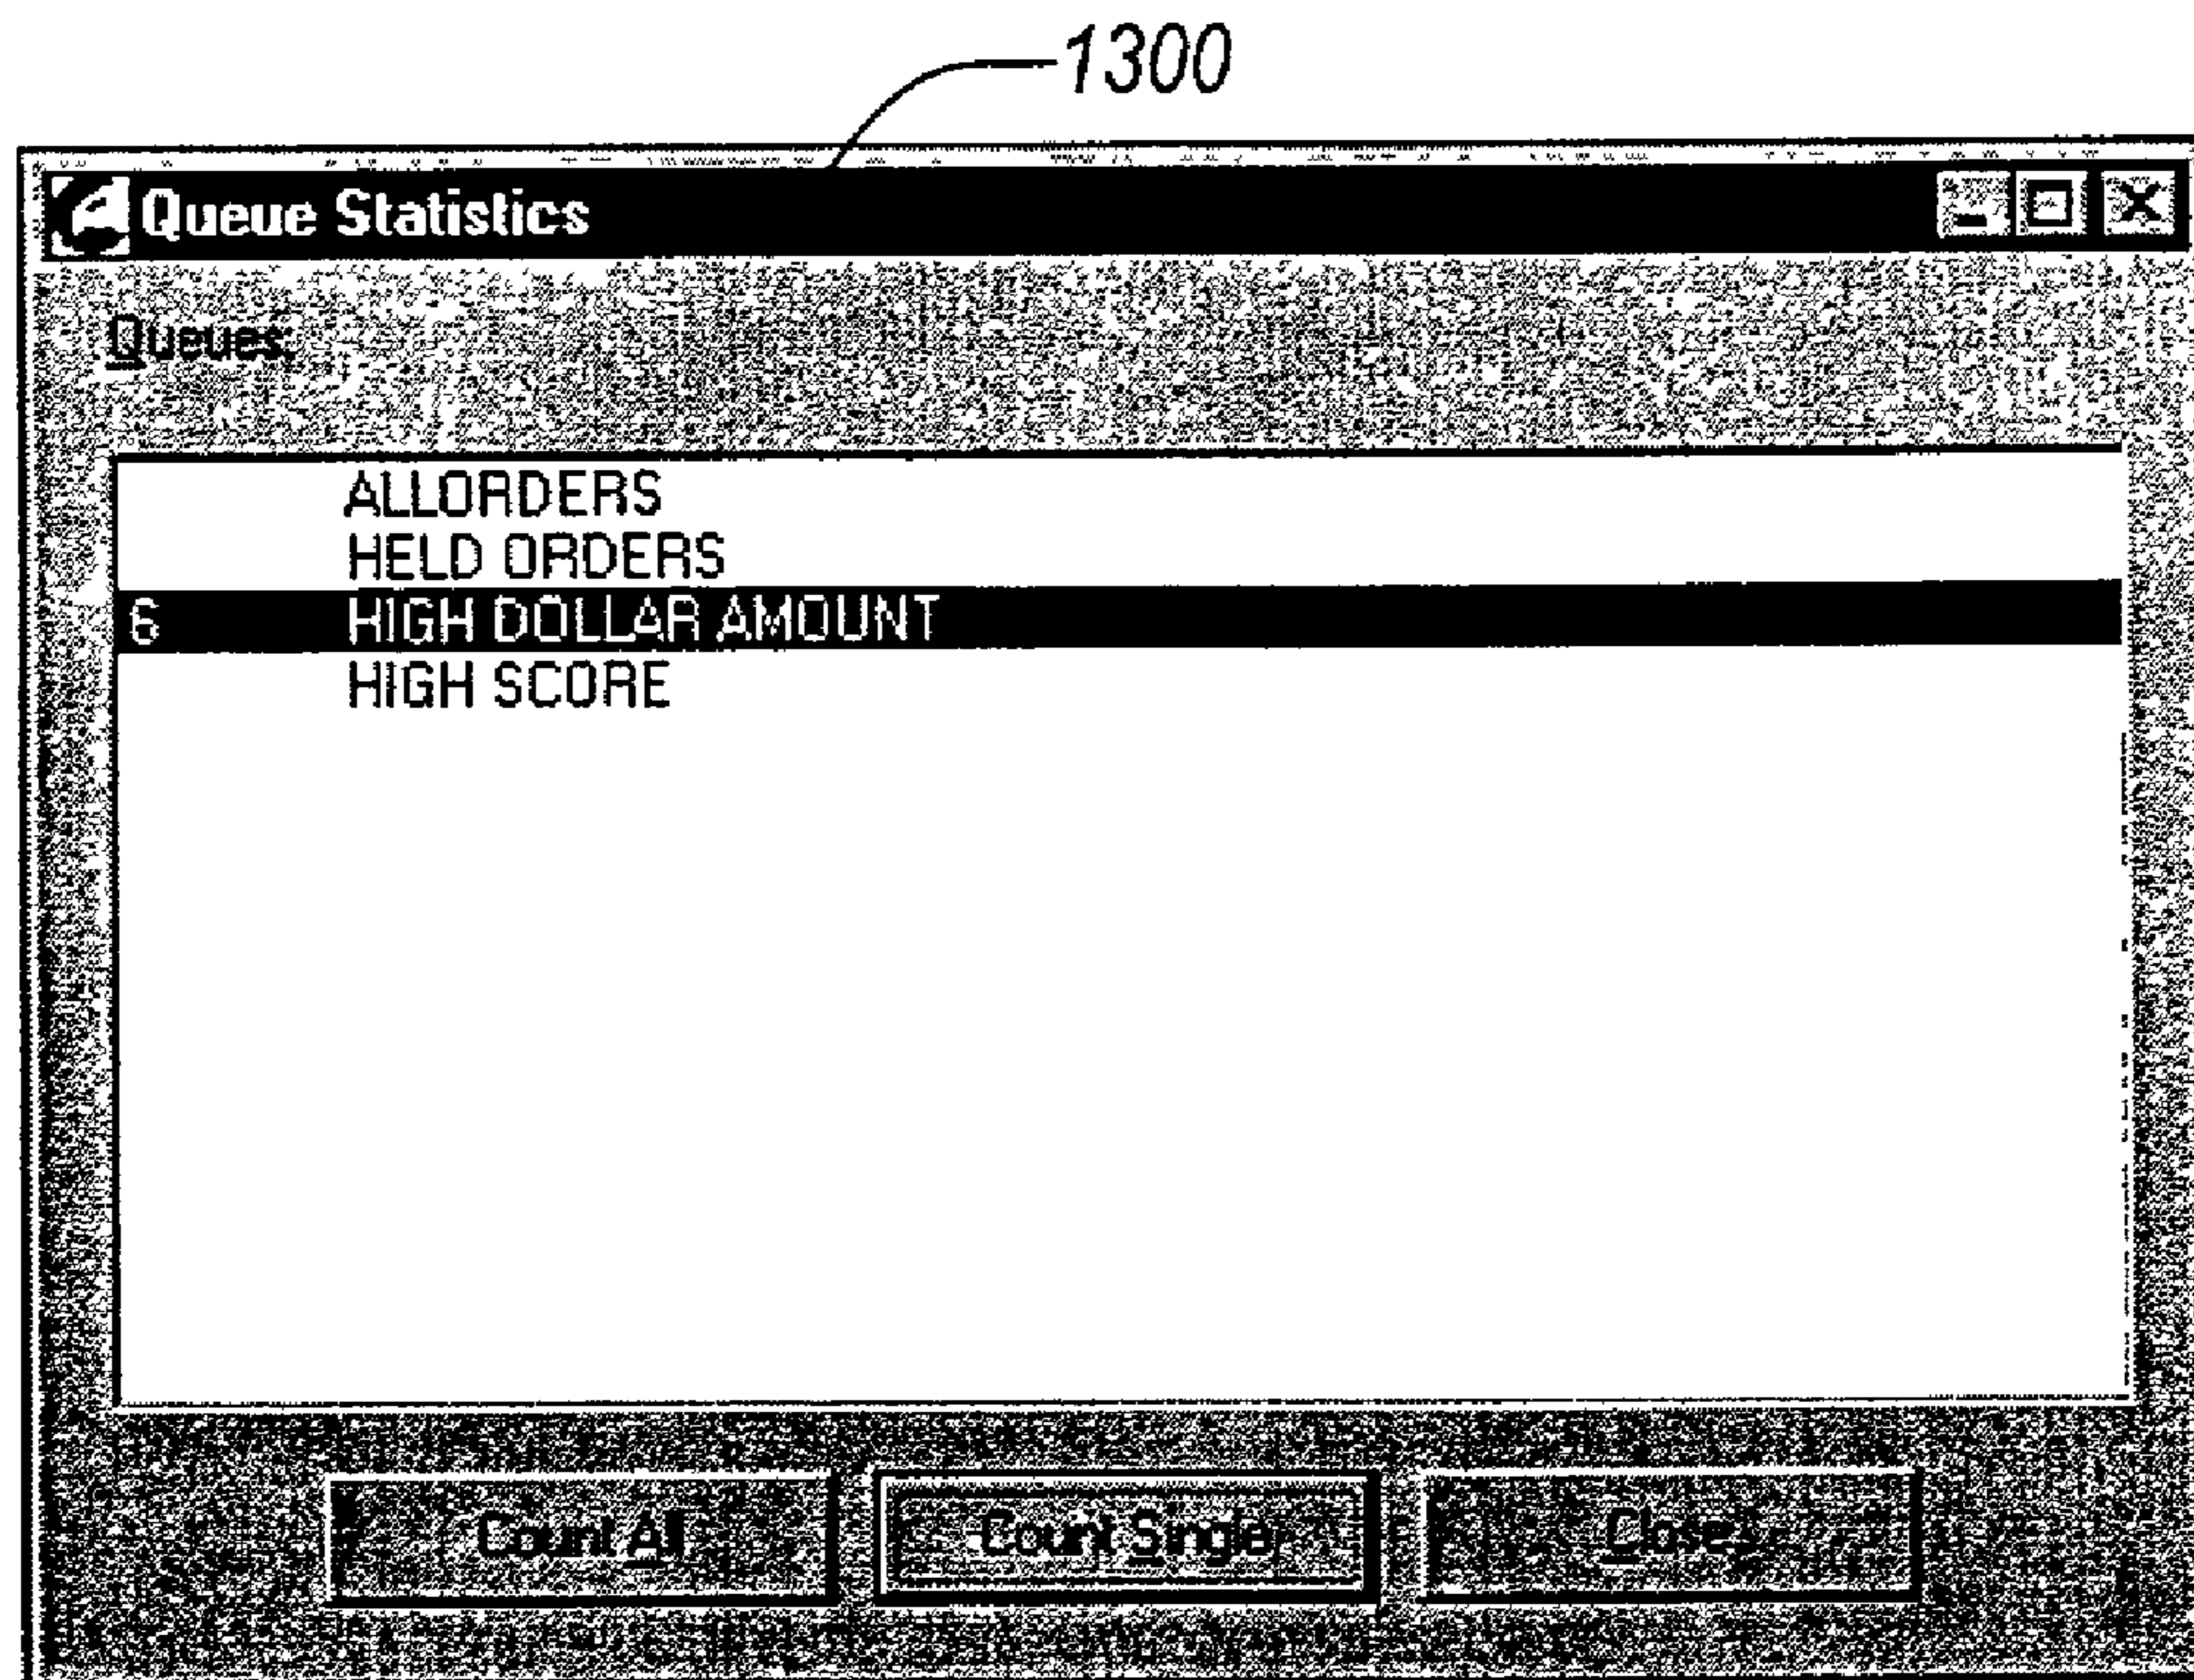 1300
Queue Statistics
Queues:
ALLORDERS
HELD ORDERS
6 HIGH DOLLAR AMOUNT
HIGH SCORE
Count All Count Single Close